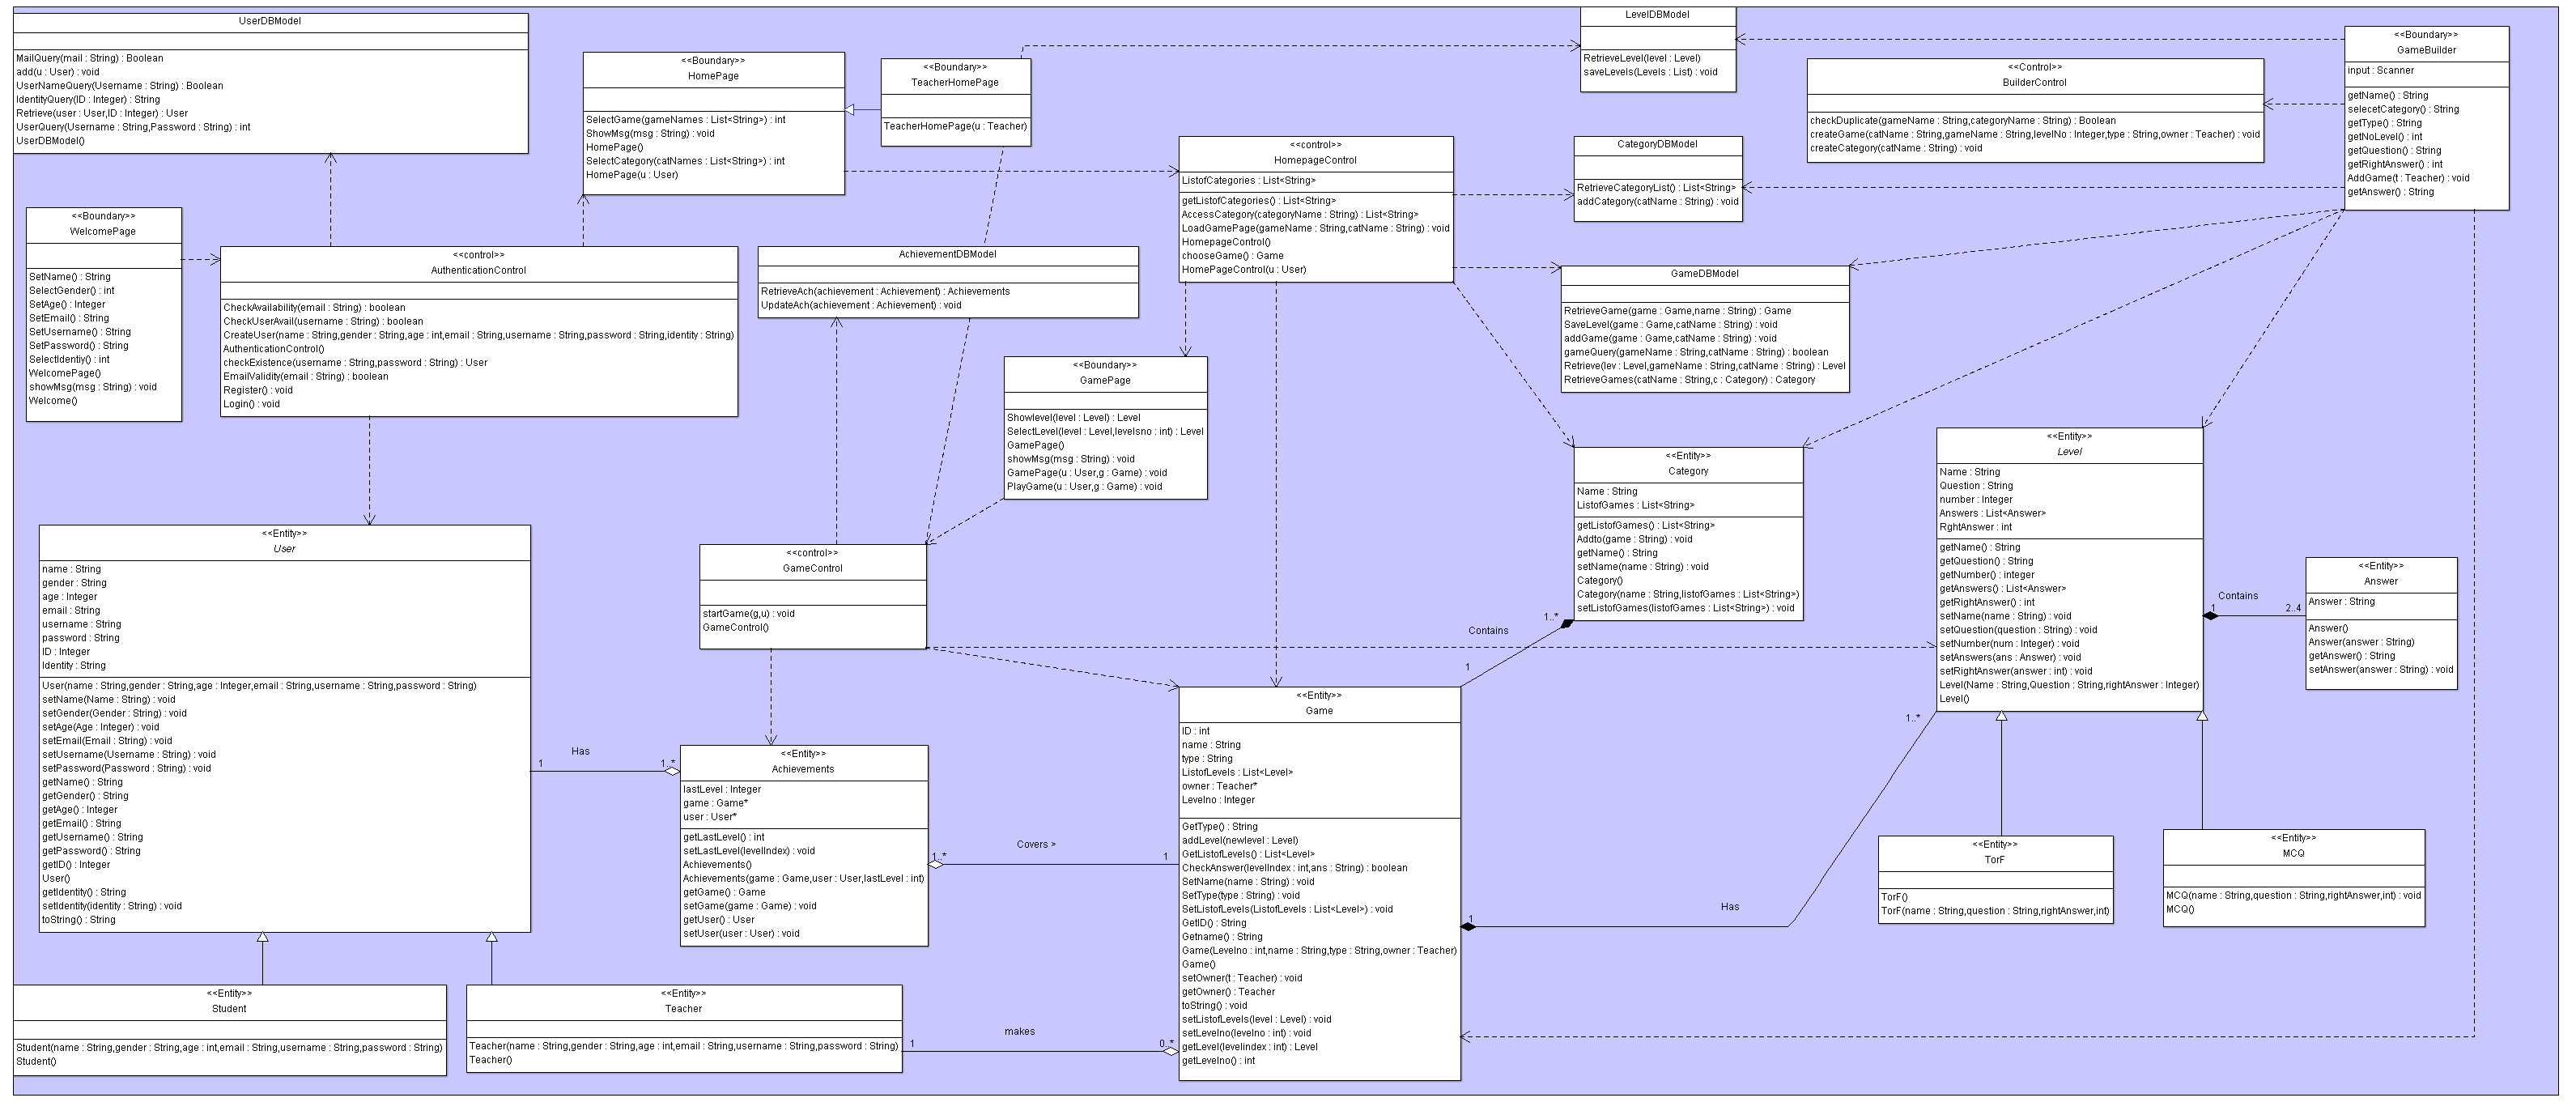 UserDBModel
MailQuery(mail : String) : Boolean
add(u : User) : void
UserNameQuery(Username : String) : Boolean
IdentityQuery(ID : Integer) : String
Retrieve(user : User,ID : Integer) : User
UserQuery(Username : String,Password : String) : int
UserDBModel()
<<Boundary>>
HomePage
SelectGame(gameNames : List<String>) : int
ShowMsg(msg : String) : void
HomePage()
SelectCategory(catNames : List<String>) : int
HomePage(u : User)
<<Boundary>>
TeacherHomePage
TeacherHomePage(u : Teacher)
LevelDBModel
RetrieveLevel(level : Level)
saveLevels(Levels : List) : void
<<Control>>
BuilderControl
checkDuplicate(gameName : String,categoryName : String) : Boolean
createGame(catName : String,gameName : String,levelNo : Integer,type : String,owner : Teacher) : void
createCategory(catName : String) : void
<<Boundary>>
GameBuilder
input : Scanner
getName() : String
selecetCategory() : String
getType() : String
getNoLevel() : int
getQuestion() : String
getRightAnswer() : int
AddGame(t : Teacher) : void
getAnswer() : String
<<control>>
HomepageControl
ListofCategories : List<String>
getListofCategories() : List<String>
AccessCategory(categoryName : String) : List<String>
LoadGamePage(gameName : String,catName : String) : void
HomepageControl()
chooseGame() : Game
HomePageControl(u : User)
CategoryDBModel
RetrieveCategoryList() : List<String>
addCategory(catName : String) : void
<<Boundary>>
WelcomePage
SetName() : String
SelectGender() : int
SetAge() : Integer
SetEmail() : String
SetUsername() : String
SetPassword() : String
SelectIdentiy() : int
WelcomePage()
showMsg(msg : String) : void
Welcome()
<<control>>
AuthenticationControl
CheckAvailability(email : String) : boolean
CheckUserAvail(username : String) : boolean
CreateUser(name : String,gender : String,age : int,email : String,username : String,password : String,identity : String)
AuthenticationControl()
checkExistence(username : String,password : String) : User
EmailValidity(email : String) : boolean
Register() : void
Login() : void
AchievementDBModel
RetrieveAch(achievement : Achievement) : Achievements
UpdateAch(achievement : Achievement) : void
GameDBModel
RetrieveGame(game : Game,name : String) : Game
SaveLevel(game : Game,catName : String) : void
addGame(game : Game,catName : String) : void
gameQuery(gameName : String,catName : String) : boolean
Retrieve(lev : Level,gameName : String,catName : String) : Level
RetrieveGames(catName : String,c : Category) : Category
<<Boundary>>
GamePage
Showlevel(level : Level) : Level
SelectLevel(level : Level,levelsno : int) : Level
GamePage()
showMsg(msg : String) : void
GamePage(u : User,g : Game) : void
PlayGame(u : User,g : Game) : void
<<Entity>>
Category
Name : String
ListofGames : List<String>
getListofGames() : List<String>
Addto(game : String) : void
getName() : String
setName(name : String) : void
Category()
Category(name : String,listofGames : List<String>)
setListofGames(listofGames : List<String>) : void
<<Entity>>
Level
Name : String
Question : String
number : Integer
Answers : List<Answer>
RghtAnswer : int
getName() : String
getQuestion() : String
getNumber() : integer
getAnswers() : List<Answer>
getRightAnswer() : int
setName(name : String) : void
setQuestion(question : String) : void
setNumber(num : Integer) : void
setAnswers(ans : Answer) : void
setRightAnswer(answer : int) : void
Level(Name : String,Question : String,rightAnswer : Integer)
Level()
Contains
1
2..4
<<Entity>>
Answer
Answer : String
Answer()
Answer(answer : String)
getAnswer() : String
setAnswer(answer : String) : void
<<Entity>>
User
name : String
gender : String
age : Integer
email : String
username : String
password : String
ID : Integer
Identity : String
User(name : String,gender : String,age : Integer,email : String,username : String,password : String)
setName(Name : String) : void
setGender(Gender : String) : void
setAge(Age : Integer) : void
setEmail(Email : String) : void
setUsername(Username : String) : void
setPassword(Password : String) : void
getName() : String
getGender() : String
getAge() : Integer
getEmail() : String
getUsername() : String
getPassword() : String
getID() : Integer
User()
getIdentity() : String
setIdentity(identity : String) : void
toString() : String
<<control>>
GameControl
startGame(g,u) : void
GameControl()
1..*
Contains
1
Has
1
1..*
<<Entity>>
Achievements
lastLevel : Integer
game : Game*
user : User*
getLastLevel() : int
setLastLevel(levelIndex) : void
Achievements()
Achievements(game : Game,user : User,lastLevel : int)
getGame() : Game
setGame(game : Game) : void
getUser() : User
setUser(user : User) : void
Covers >
1..*
1
<<Entity>>
Game
ID : int
name : String
type : String
ListofLevels : List<Level>
owner : Teacher*
Levelno : Integer
GetType() : String
addLevel(newlevel : Level)
GetListofLevels() : List<Level>
CheckAnswer(levelIndex : int,ans : String) : boolean
SetName(name : String) : void
SetType(type : String) : void
SetListofLevels(ListofLevels : List<Level>) : void
GetID() : String
Getname() : String
Game(Levelno : int,name : String,type : String,owner : Teacher)
Game()
setOwner(t : Teacher) : void
getOwner() : Teacher
toString() : void
setListofLevels(level : Level) : void
setLevelno(levelno : int) : void
getLevel(levelindex : int) : Level
getLevelno() : int
1..*
Has
1
<<Entity>>
TorF
TorF()
TorF(name : String,question : String,rightAnswer,int)
<<Entity>>
MCQ
MCQ(name : String,question : String,rightAnswer,int) : void
MCQ()
<<Entity>>
Student
Student(name : String,gender : String,age : int,email : String,username : String,password : String)
Student()
<<Entity>>
Teacher
Teacher(name : String,gender : String,age : int,email : String,username : String,password : String)
Teacher()
makes
1
0..*